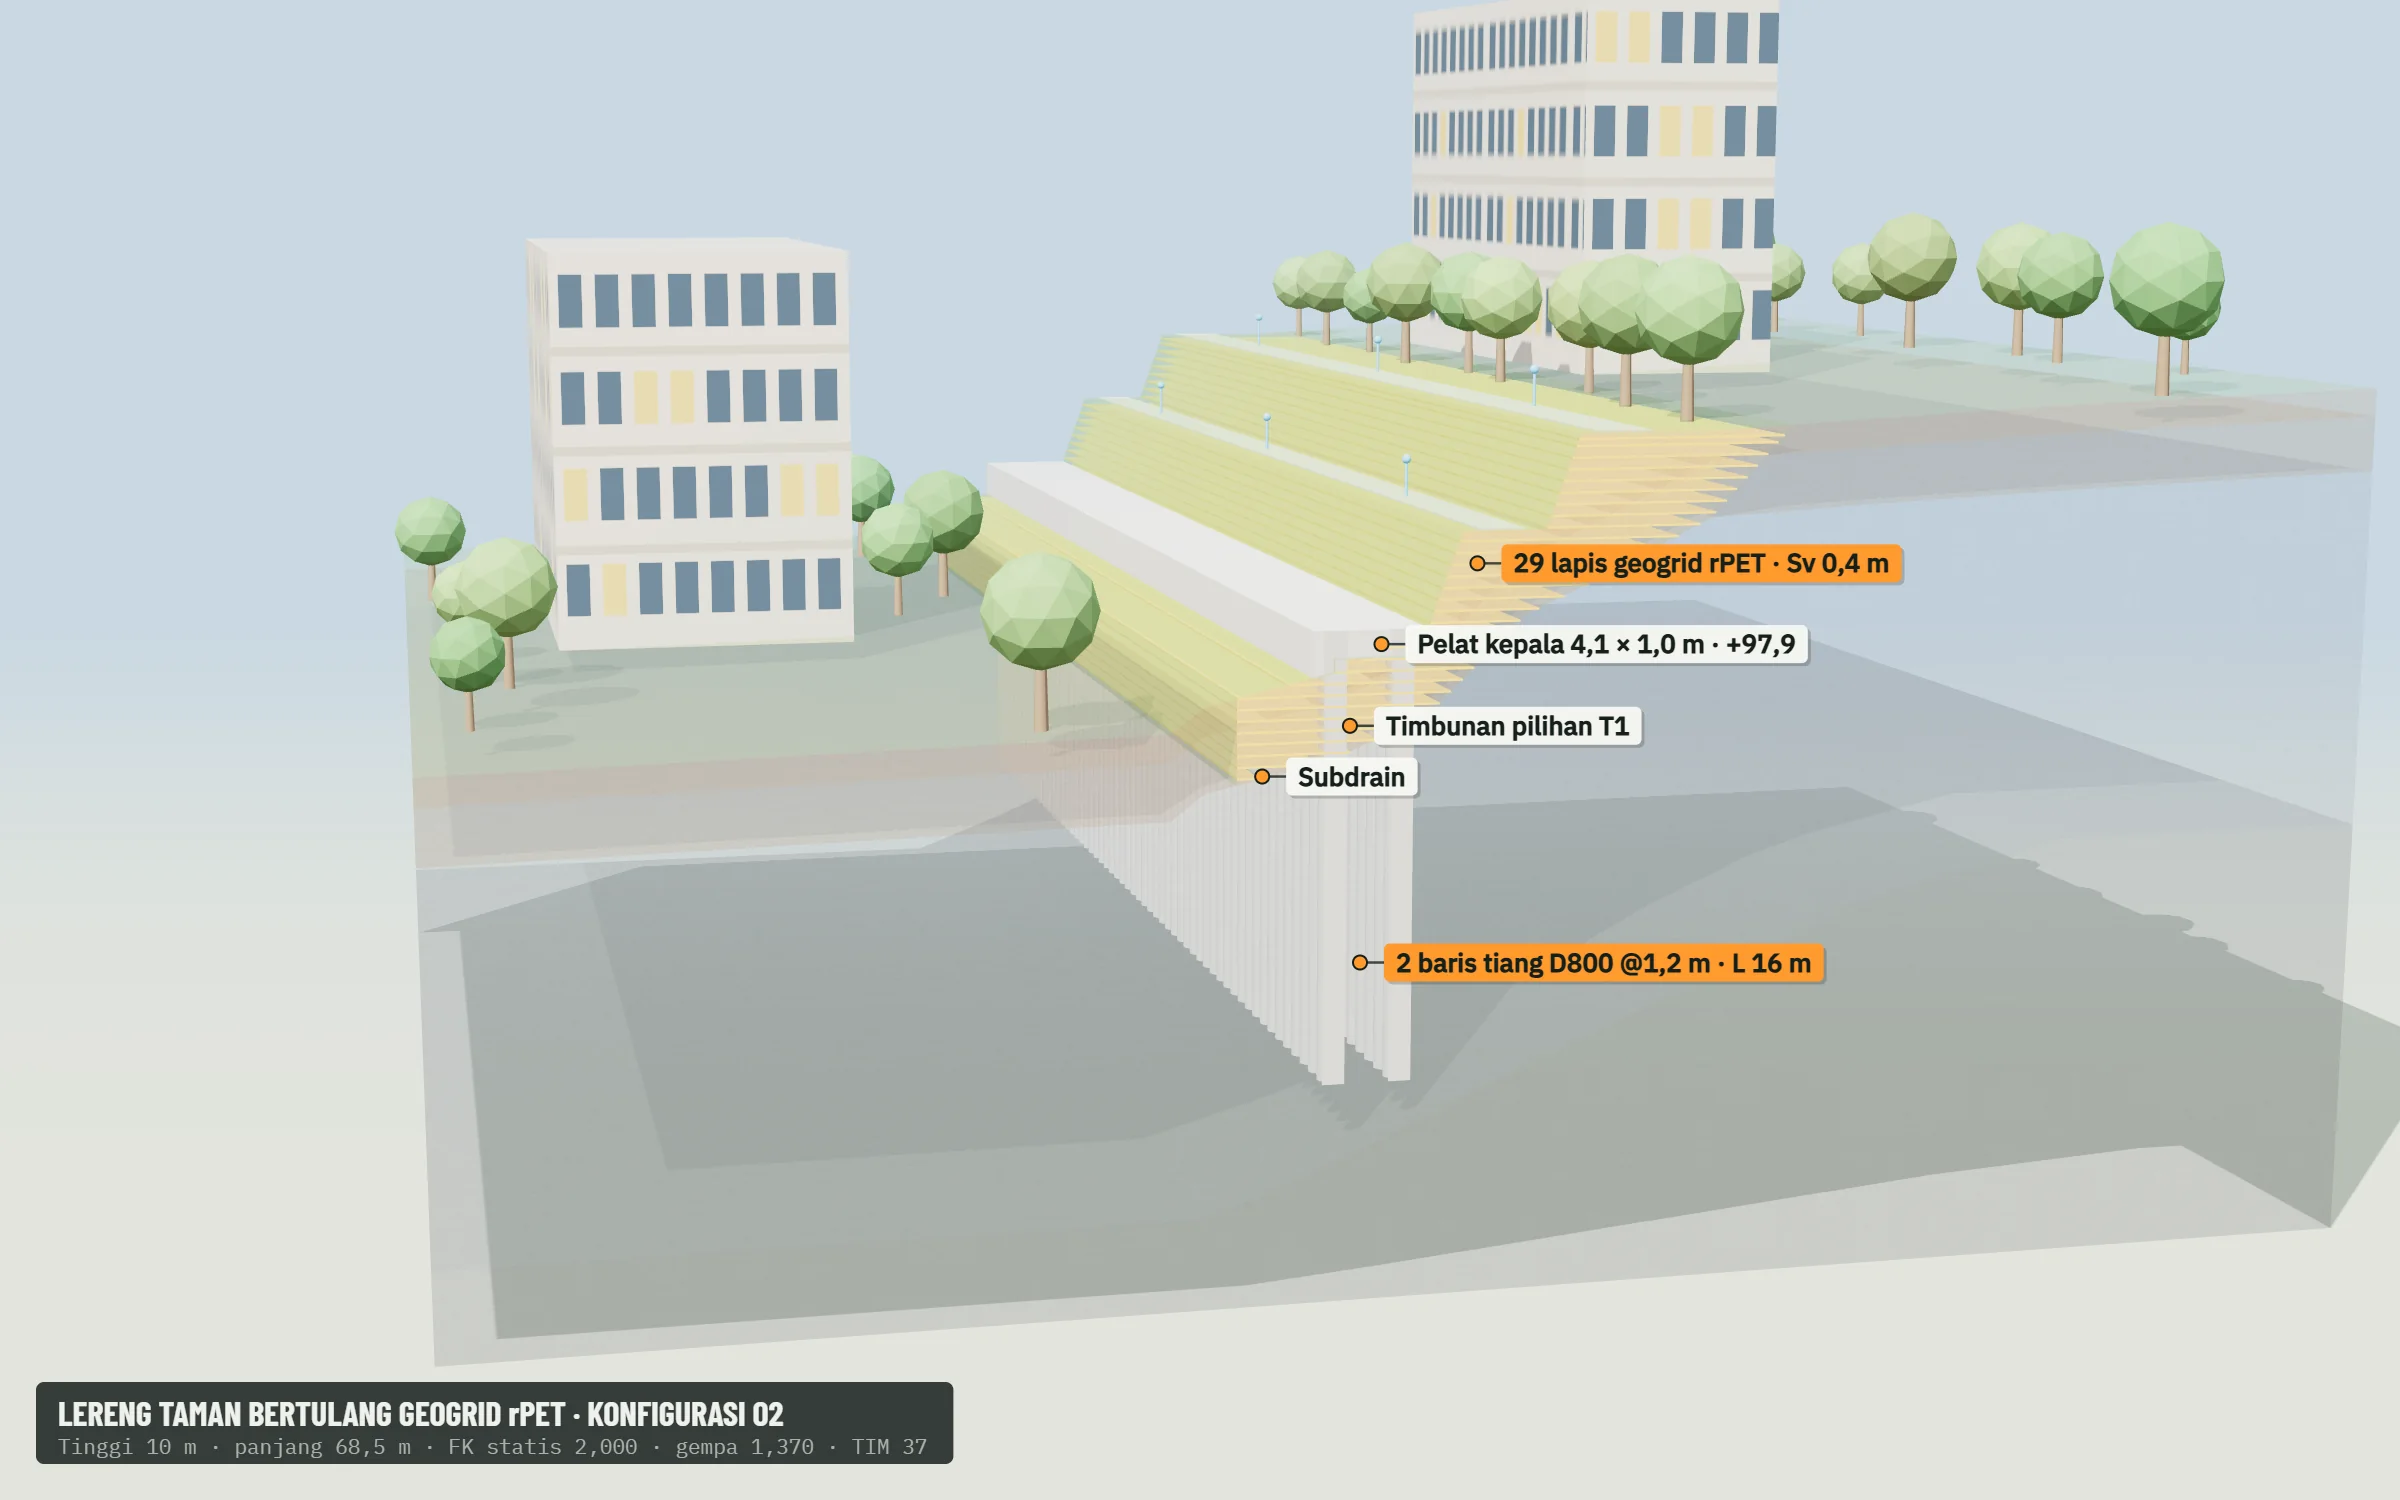 29 lapis geogrid rPET · Sv 0,4 m
Pelat kepala 4,1 × 1,0 m · +97,9
Timbunan pilihan T1
Subdrain
2 baris tiang D800 @1,2 m · L 16 m
LERENG TAMAN BERTULANG GEOGRID rPET · KONFIGURASI 02
Tinggi 10 m · panjang 68,5 m · FK statis 2,000 · gempa 1,370 · TIM 37